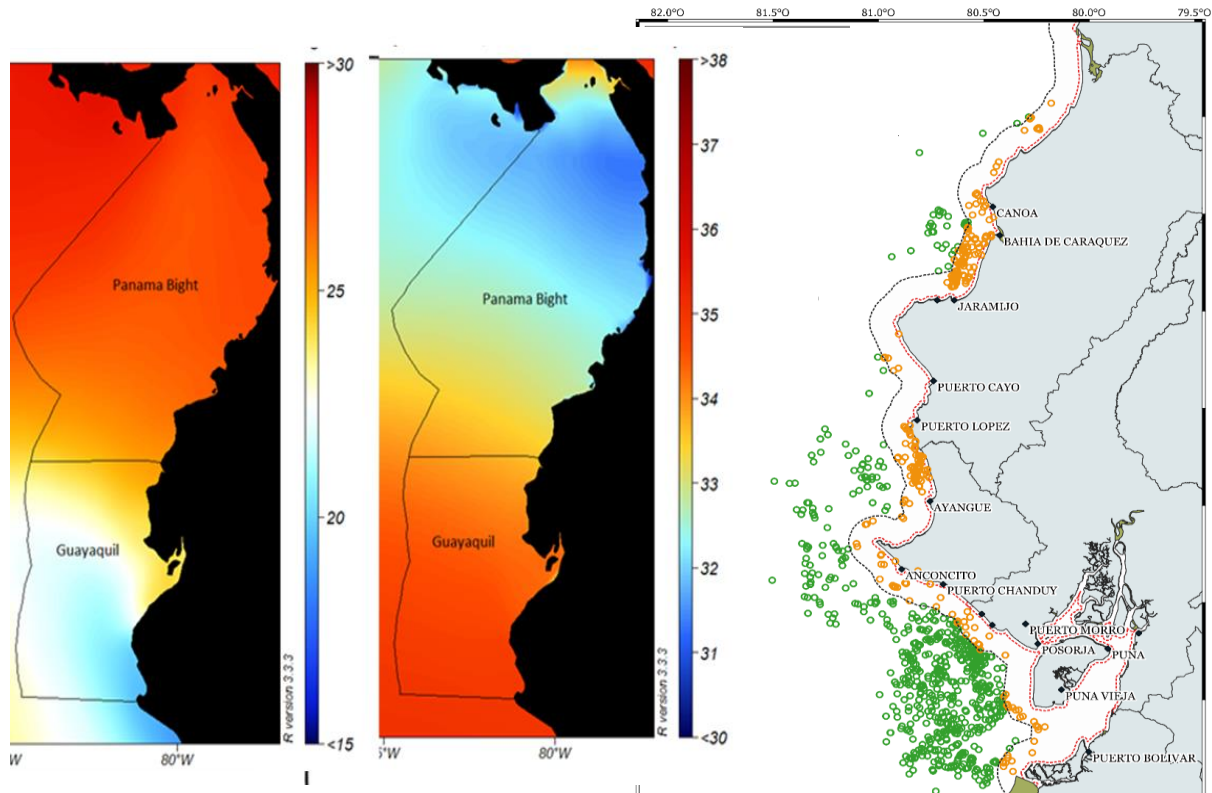 82.0°O 81.5°O 81.0°O 80.5°O 80.0°O 79.5°O
>30
25
20
<15
Panama Bight
Guayaquil
R version 3.3.3
W
80°W
>38
37
36
35
34
33
32
31
<30
Panama Bight
Guayaquil
R version 3.3.3
5°W
80°W
CANOA
BAHIA DE CARAQUEZ
JARAMIJO
PUERTO CAYO
PUERTO LOPEZ
AYANGUE
ANCONCITO
PUERTO CHANDUY
PUERTO MORRO
POSORJA
PUNA
PUNA VIEJA
PUERTO BOLIVAR